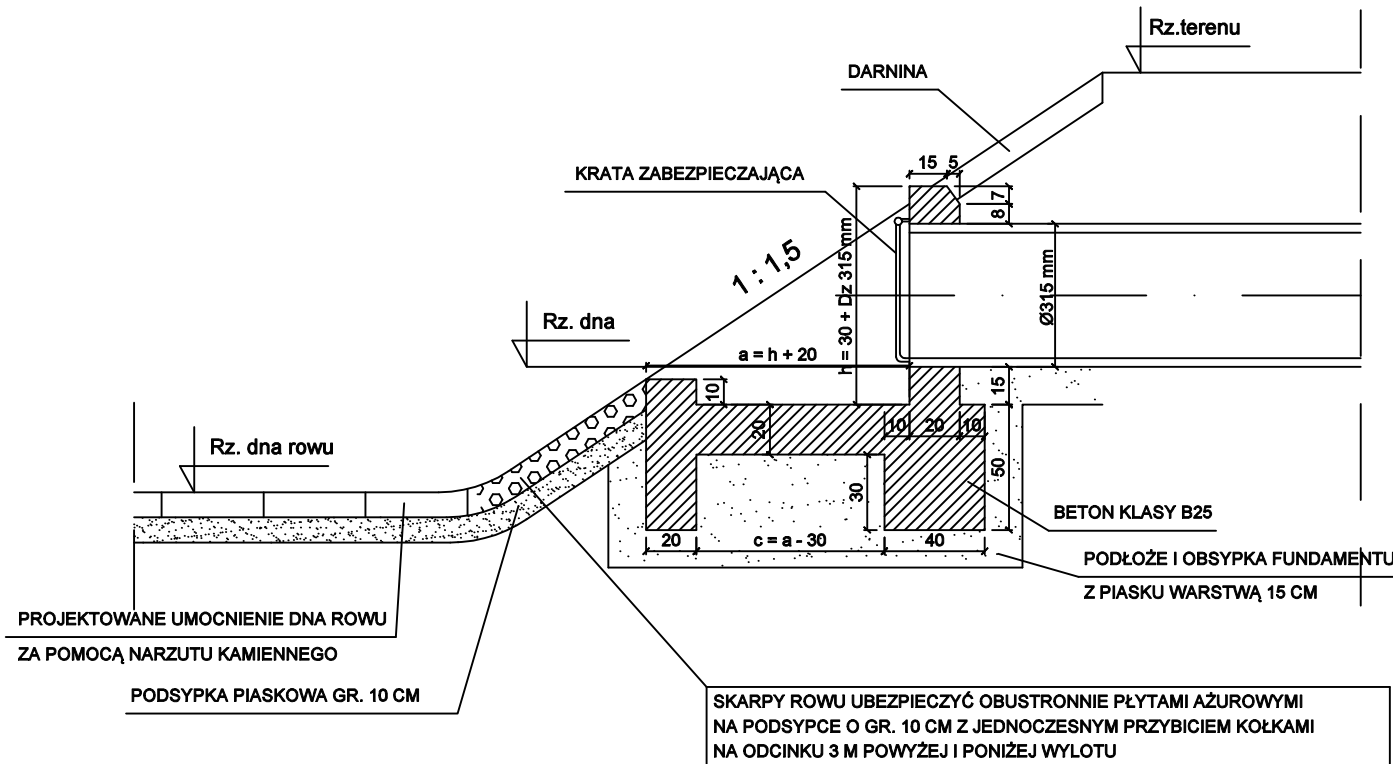 Rz.terenu
DARNINA
KRATA ZABEZPIECZAJĄCA
15
5
7
8
1 : 1,5
h = 30 + Dz 315 mm
Ø315 mm
Rz. dna
a = h + 20
10
15
20
10
20
10
50
30
Rz. dna rowu
20
c = a - 30
40
BETON KLASY B25
PODŁOŻE I OBSYPKA FUNDAMENTU
Z PIASKU WARSTWĄ 15 CM
PROJEKTOWANE UMOCNIENIE DNA ROWU
ZA POMOCĄ NARZUTU KAMIENNEGO
PODSYPKA PIASKOWA GR. 10 CM
SKARPY ROWU UBEZPIECZYĆ OBUSTRONNIE PŁYTAMI AŻUROWYMI
NA PODSYPCE O GR. 10 CM Z JEDNOCZESNYM PRZYBICIEM KOŁKAMI
NA ODCINKU 3 M POWYŻEJ I PONIŻEJ WYLOTU